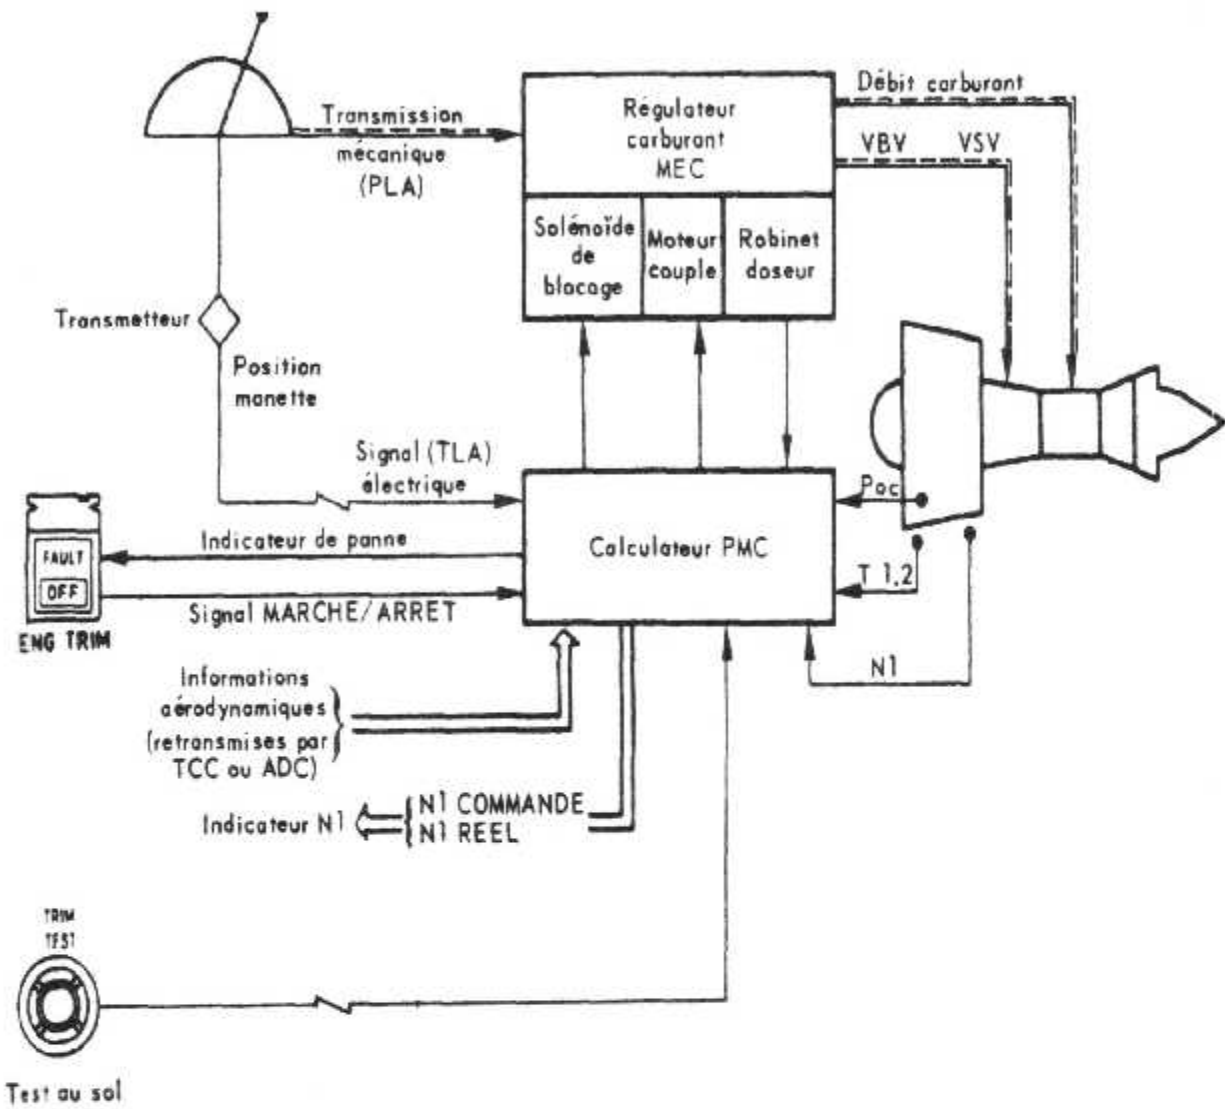 Transmission
mécanique
(PLA)
Régulateur
carburant
MEC
Débit carburant
VBV VSV
Solénoïde
de
blocage
Moteur
couple
Robinet
doseur
Transmetteur
Position
manette
Signal (TLA)
électrique
Poc
Calculateur PMC
T 1,2
N1
Indicateur de panne
FAULT
OFF
Signal MARCHE/ARRET
ENG TRIM
Informations
aérodynamiques
(retransmises par
TCC ou ADC)
Indicateur N1
N1 COMMANDE
N1 REEL
TRIM
TEST
Test au sol